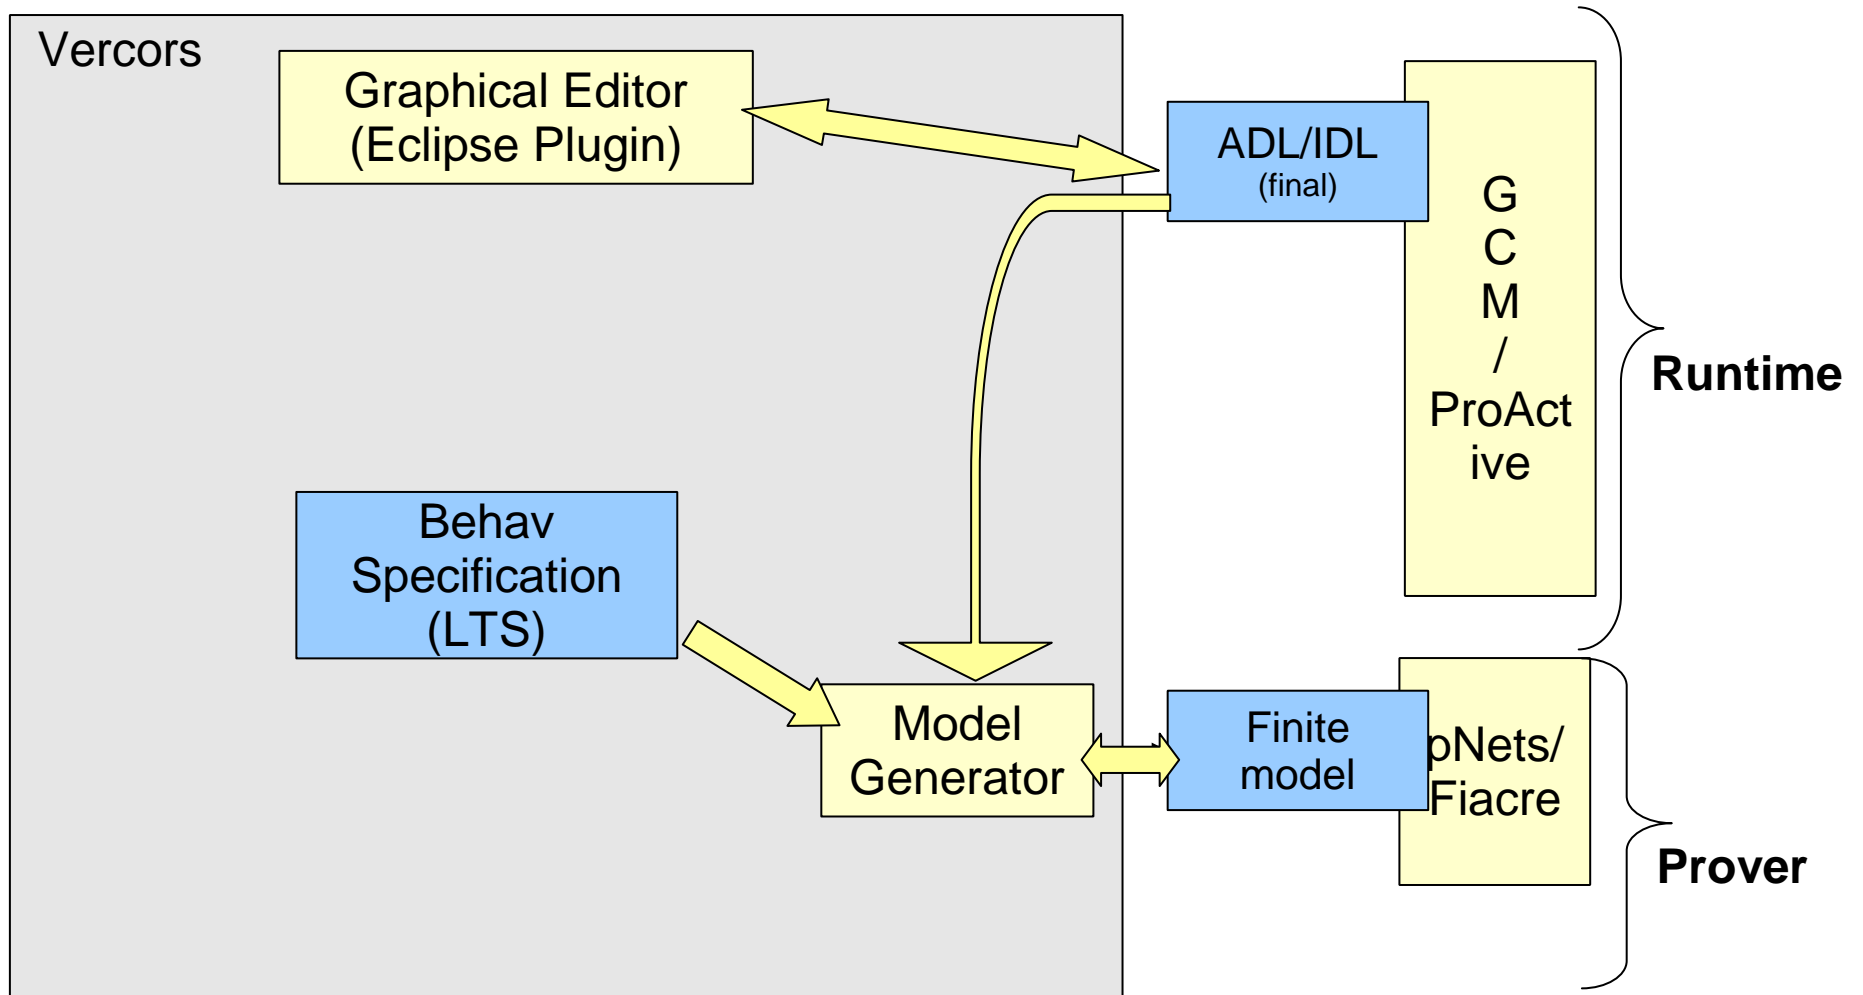 Vercors
Graphical Editor
(Eclipse Plugin)
ADL/IDL
(final)
G
C
M
/
ProAct
ive
Runtime
Behav
Specification
(LTS)
Model
Generator
Finite
model
pNets/
Fiacre
Prover